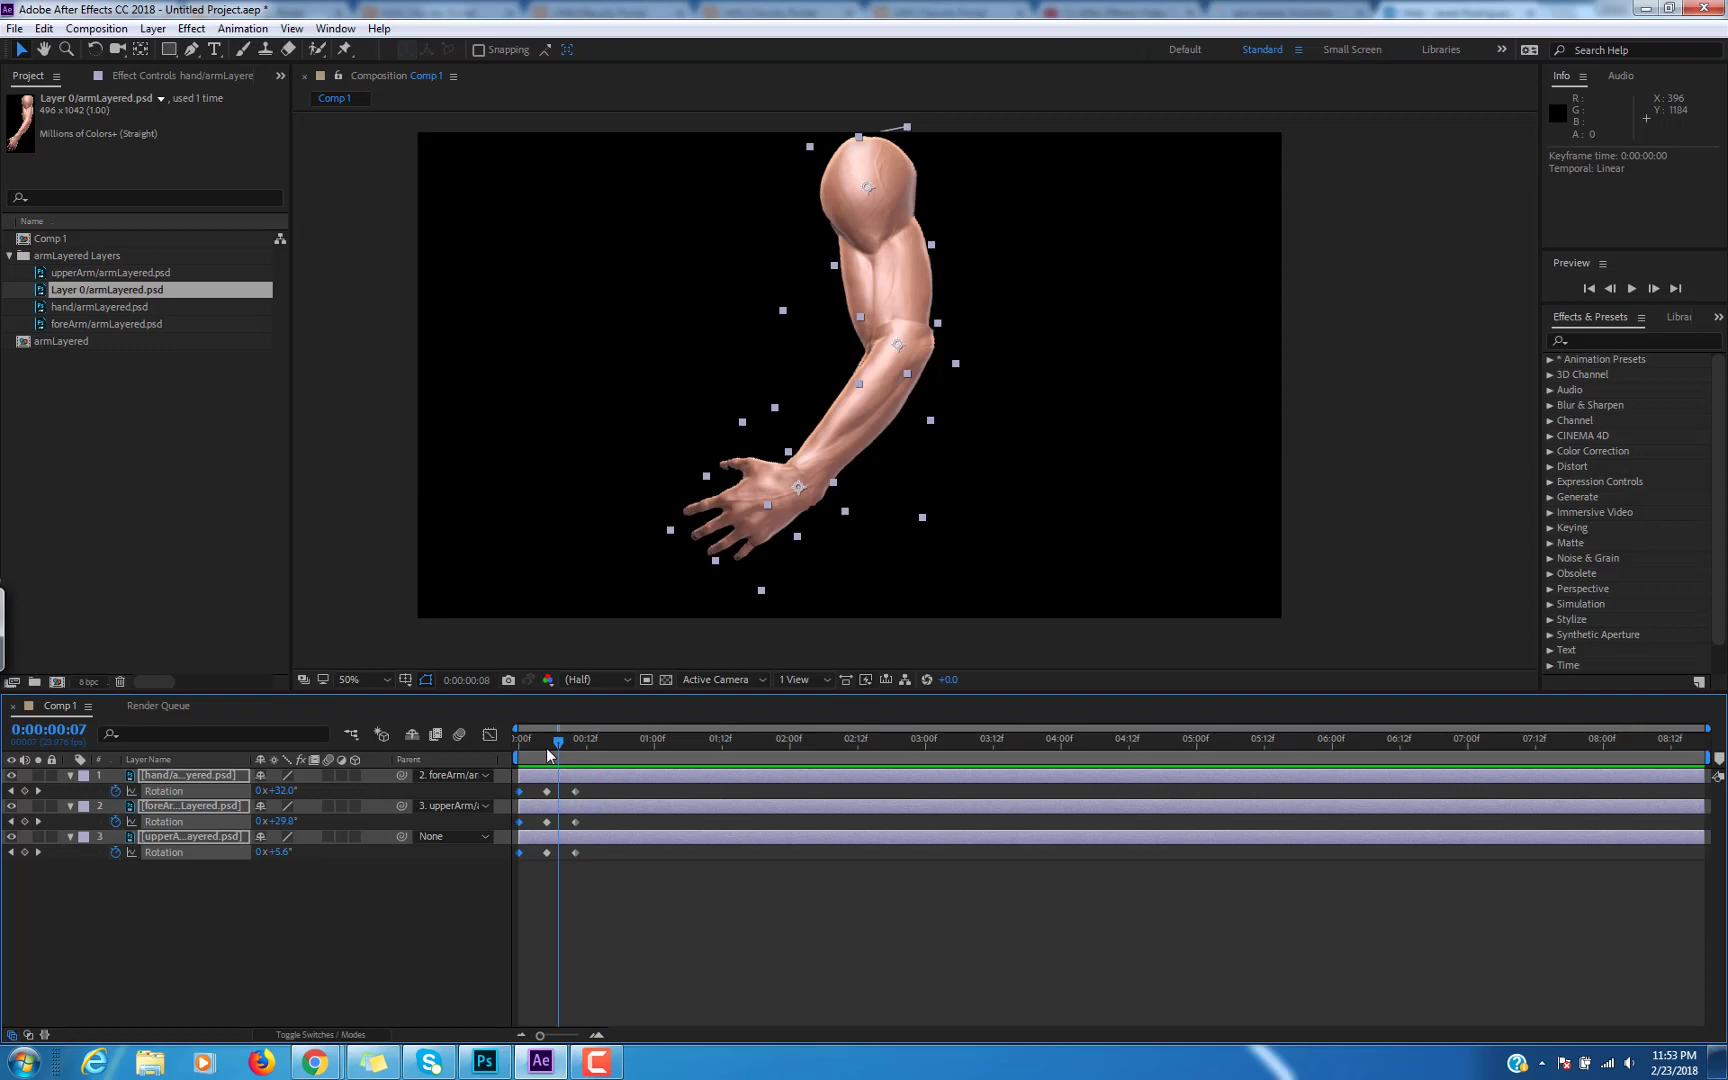 Adobe After Effects CC 2018 - Untitled Project.aep *
File Edit Composition Layer Effect Animation View Window Help
Snapping
Default Standard Small Screen Libraries Search Help
Project Effect Controls hand/armLayere
Composition Comp 1
Info Audio
Layer 0/armLayered.psd , used 1 time
496 x 1042 (1.00)
Millions of Colors+ (Straight)
Comp 1
R :
G :
B :
A : 0
X : 396
Y : 1184
Keyframe time: 0:00:00:00
Temporal: Linear
Name
Comp 1
armLayered Layers
upperArm/armLayered.psd
Layer 0/armLayered.psd
hand/armLayered.psd
foreArm/armLayered.psd
armLayered
Preview
Effects & Presets Librar
* Animation Presets
3D Channel
Audio
Blur & Sharpen
Channel
CINEMA 4D
Color Correction
Distort
Expression Controls
Generate
Immersive Video
Keying
Matte
Noise & Grain
Obsolete
Perspective
Simulation
Stylize
Synthetic Aperture
Text
Time
8 bpc
50% 0:00:00:08 (Half) Active Camera 1 View +0.0
Comp 1 Render Queue
0:00:00:07
00007 (23.976 fps)
:00f 00:12f 01:00f 01:12f 02:00f 02:12f 03:00f 03:12f 04:00f 04:12f 05:00f 05:12f 06:00f 06:12f 07:00f 07:12f 08:00f 08:12f
# Layer Name Parent
1 [hand/a...yered.psd] 2. foreArm/ar
Rotation 0x+32.0°
2 [foreAr...Layered.psd] 3. upperArm/a
Rotation 0x+29.8°
3 [upperA...ayered.psd] None
Rotation 0x+5.6°
Toggle Switches / Modes
Ps Ae
11:53 PM
2/23/2018